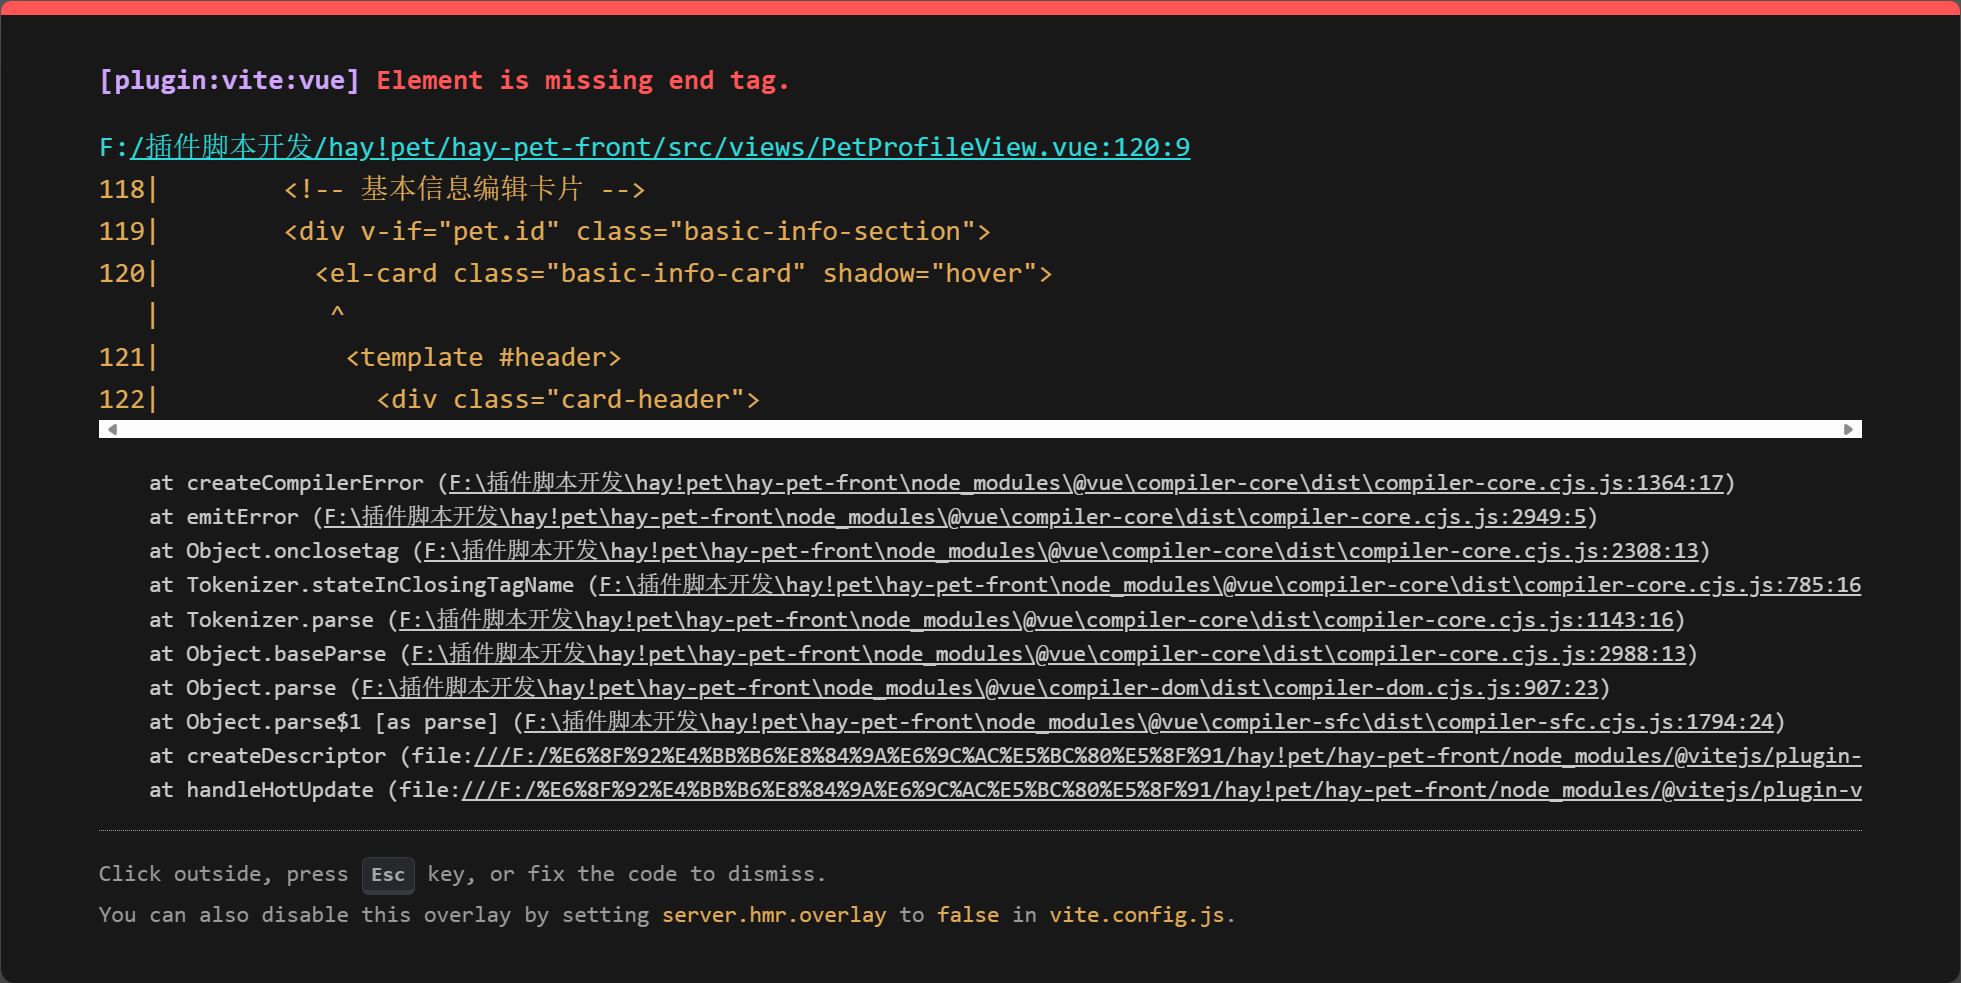 [plugin:vite:vue] Element is missing end tag.
F:/插件脚本开发/hay!pet/hay-pet-front/src/views/PetProfileView.vue:120:9
118|        <!-- 基本信息编辑卡片 -->
119|        <div v-if="pet.id" class="basic-info-section">
120|          <el-card class="basic-info-card" shadow="hover">
   |           ^
121|            <template #header>
122|              <div class="card-header">
at createCompilerError (F:\插件脚本开发\hay!pet\hay-pet-front\node_modules\@vue\compiler-core\dist\compiler-core.cjs.js:1364:17)
at emitError (F:\插件脚本开发\hay!pet\hay-pet-front\node_modules\@vue\compiler-core\dist\compiler-core.cjs.js:2949:5)
at Object.onclosetag (F:\插件脚本开发\hay!pet\hay-pet-front\node_modules\@vue\compiler-core\dist\compiler-core.cjs.js:2308:13)
at Tokenizer.stateInClosingTagName (F:\插件脚本开发\hay!pet\hay-pet-front\node_modules\@vue\compiler-core\dist\compiler-core.cjs.js:785:16
at Tokenizer.parse (F:\插件脚本开发\hay!pet\hay-pet-front\node_modules\@vue\compiler-core\dist\compiler-core.cjs.js:1143:16)
at Object.baseParse (F:\插件脚本开发\hay!pet\hay-pet-front\node_modules\@vue\compiler-core\dist\compiler-core.cjs.js:2988:13)
at Object.parse (F:\插件脚本开发\hay!pet\hay-pet-front\node_modules\@vue\compiler-dom\dist\compiler-dom.cjs.js:907:23)
at Object.parse$1 [as parse] (F:\插件脚本开发\hay!pet\hay-pet-front\node_modules\@vue\compiler-sfc\dist\compiler-sfc.cjs.js:1794:24)
at createDescriptor (file:///F:/%E6%8F%92%E4%BB%B6%E8%84%9A%E6%9C%AC%E5%BC%80%E5%8F%91/hay!pet/hay-pet-front/node_modules/@vitejs/plugin-
at handleHotUpdate (file:///F:/%E6%8F%92%E4%BB%B6%E8%84%9A%E6%9C%AC%E5%BC%80%E5%8F%91/hay!pet/hay-pet-front/node_modules/@vitejs/plugin-v
Click outside, press Esc key, or fix the code to dismiss.
You can also disable this overlay by setting server.hmr.overlay to false in vite.config.js.